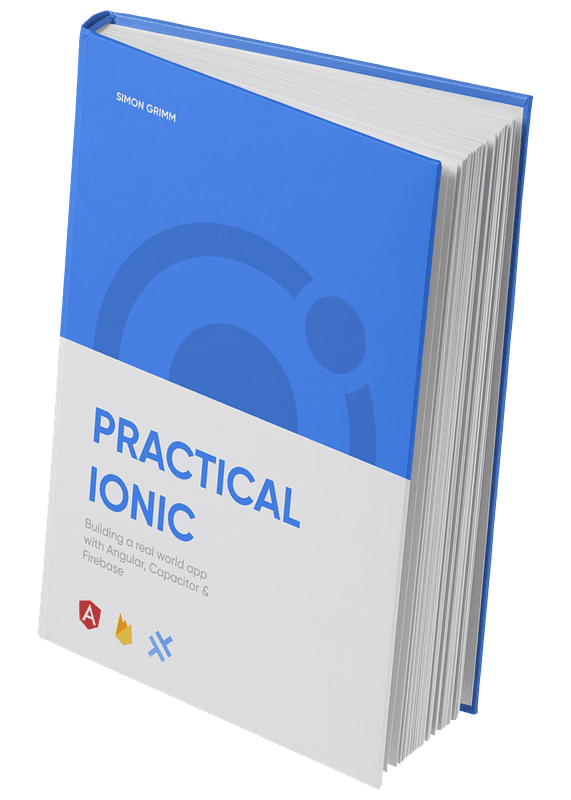 SIMON GRIMM
PRACTICAL
IONIC
Building a real world app
with Angular, Capacitor &
Firebase
A